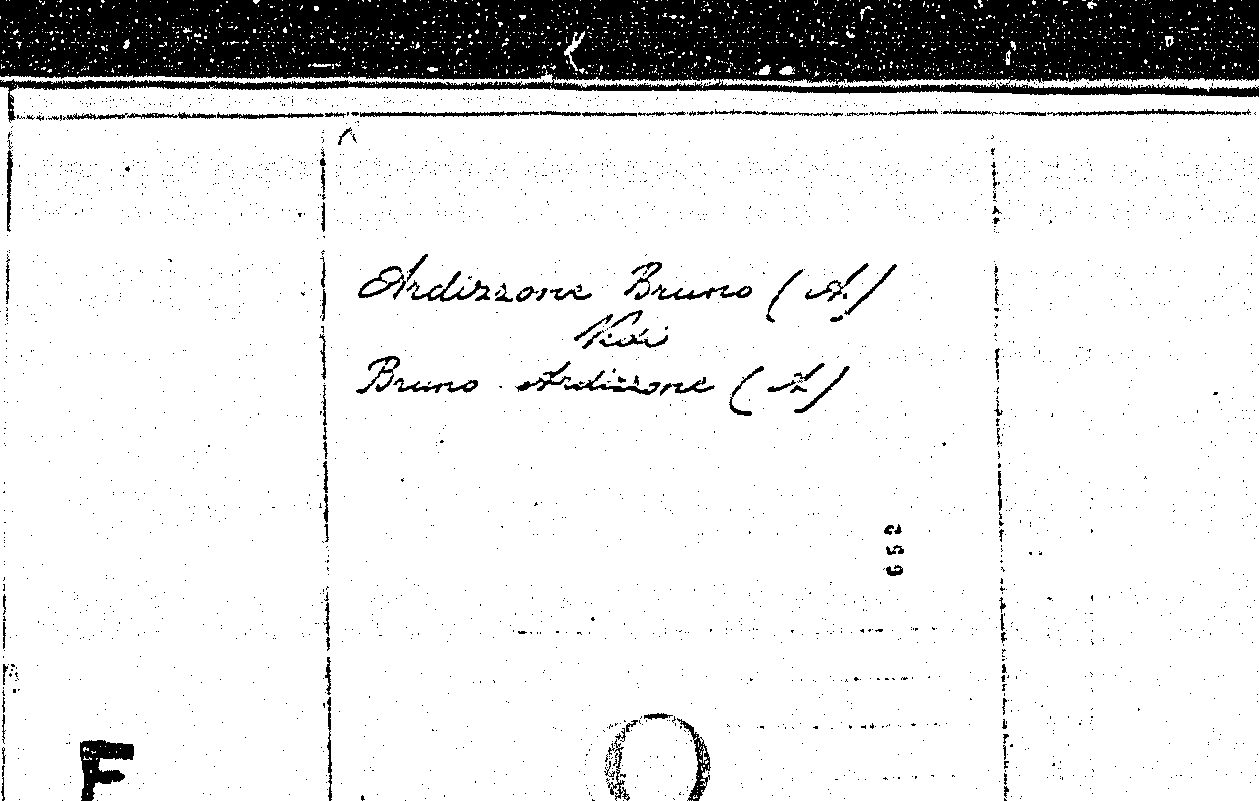 Ardizzone Bruno (A.)
Vedi
Bruno Ardizzone (A)
652
F
O